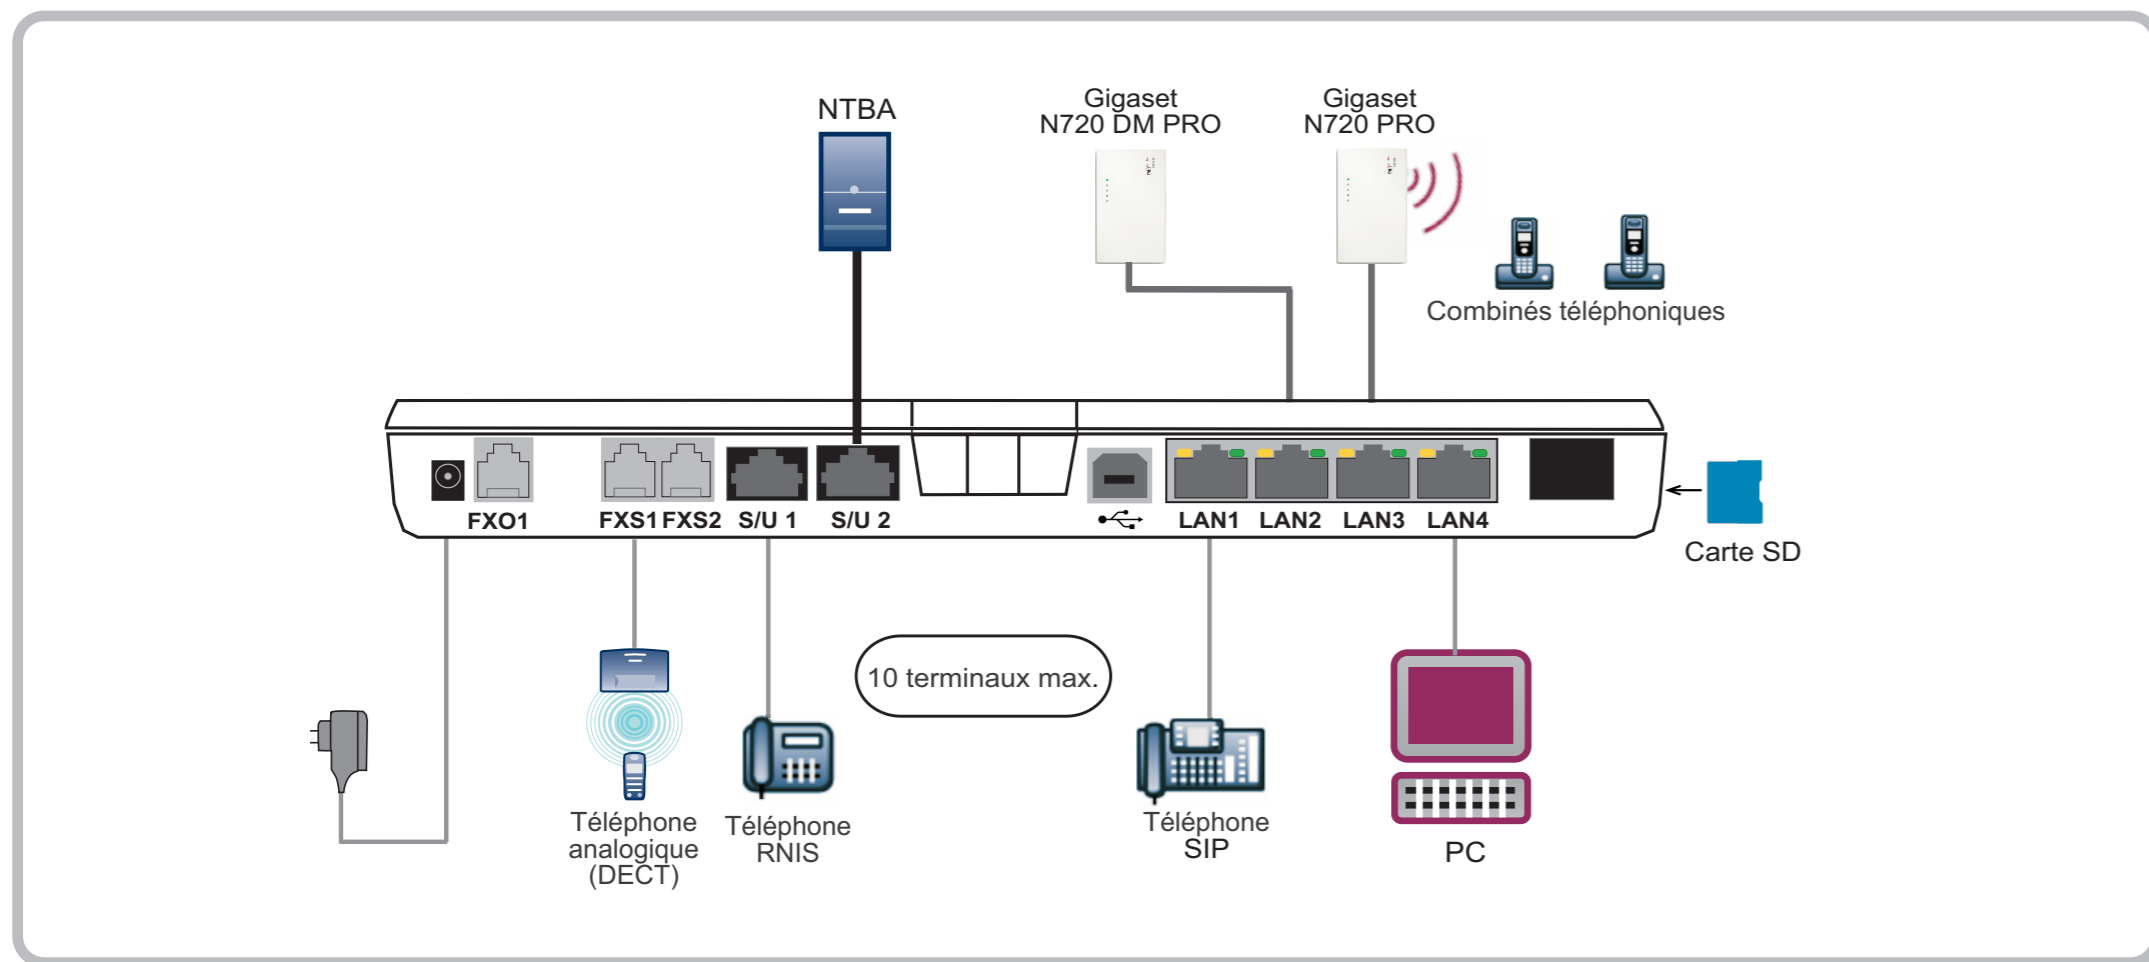 NTBA
Gigaset
N720 DM PRO
Gigaset
N720 PRO
Combinés téléphoniques
FXO1
FXS1
FXS2
S/U 1
S/U 2
LAN1
LAN2
LAN3
LAN4
Carte SD
10 terminaux max.
Téléphone
analogique
(DECT)
Téléphone
RNIS
Téléphone
SIP
PC